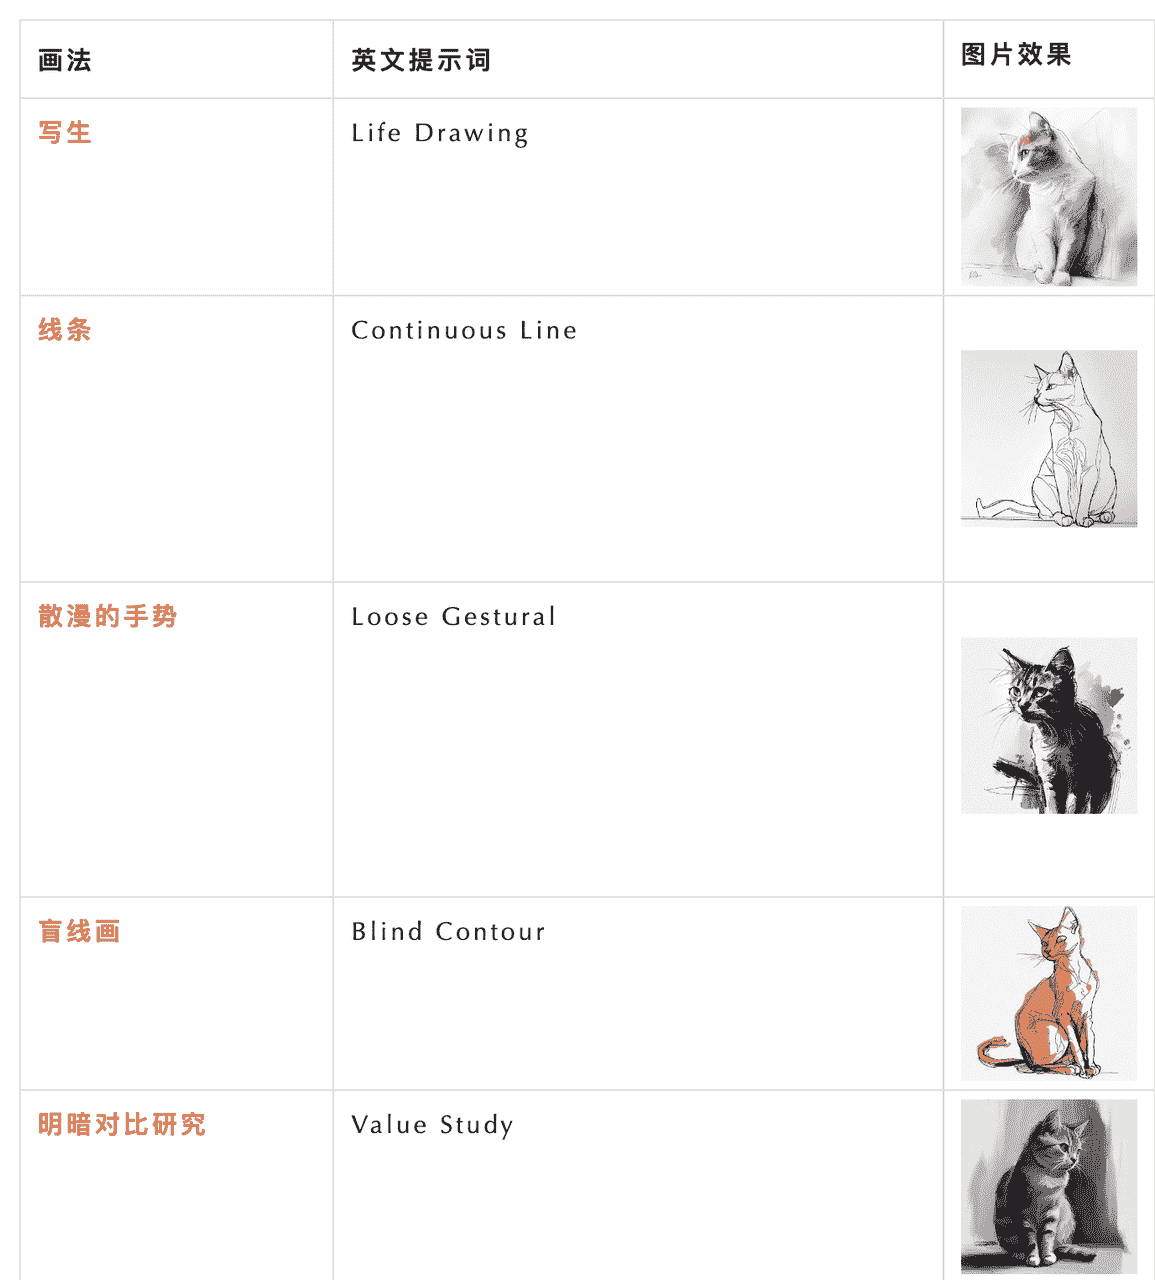 画法 英文提示词 图片效果
写生 Life Drawing
线条 Continuous Line
散漫的手势 Loose Gestural
盲线画 Blind Contour
明暗对比研究 Value Study